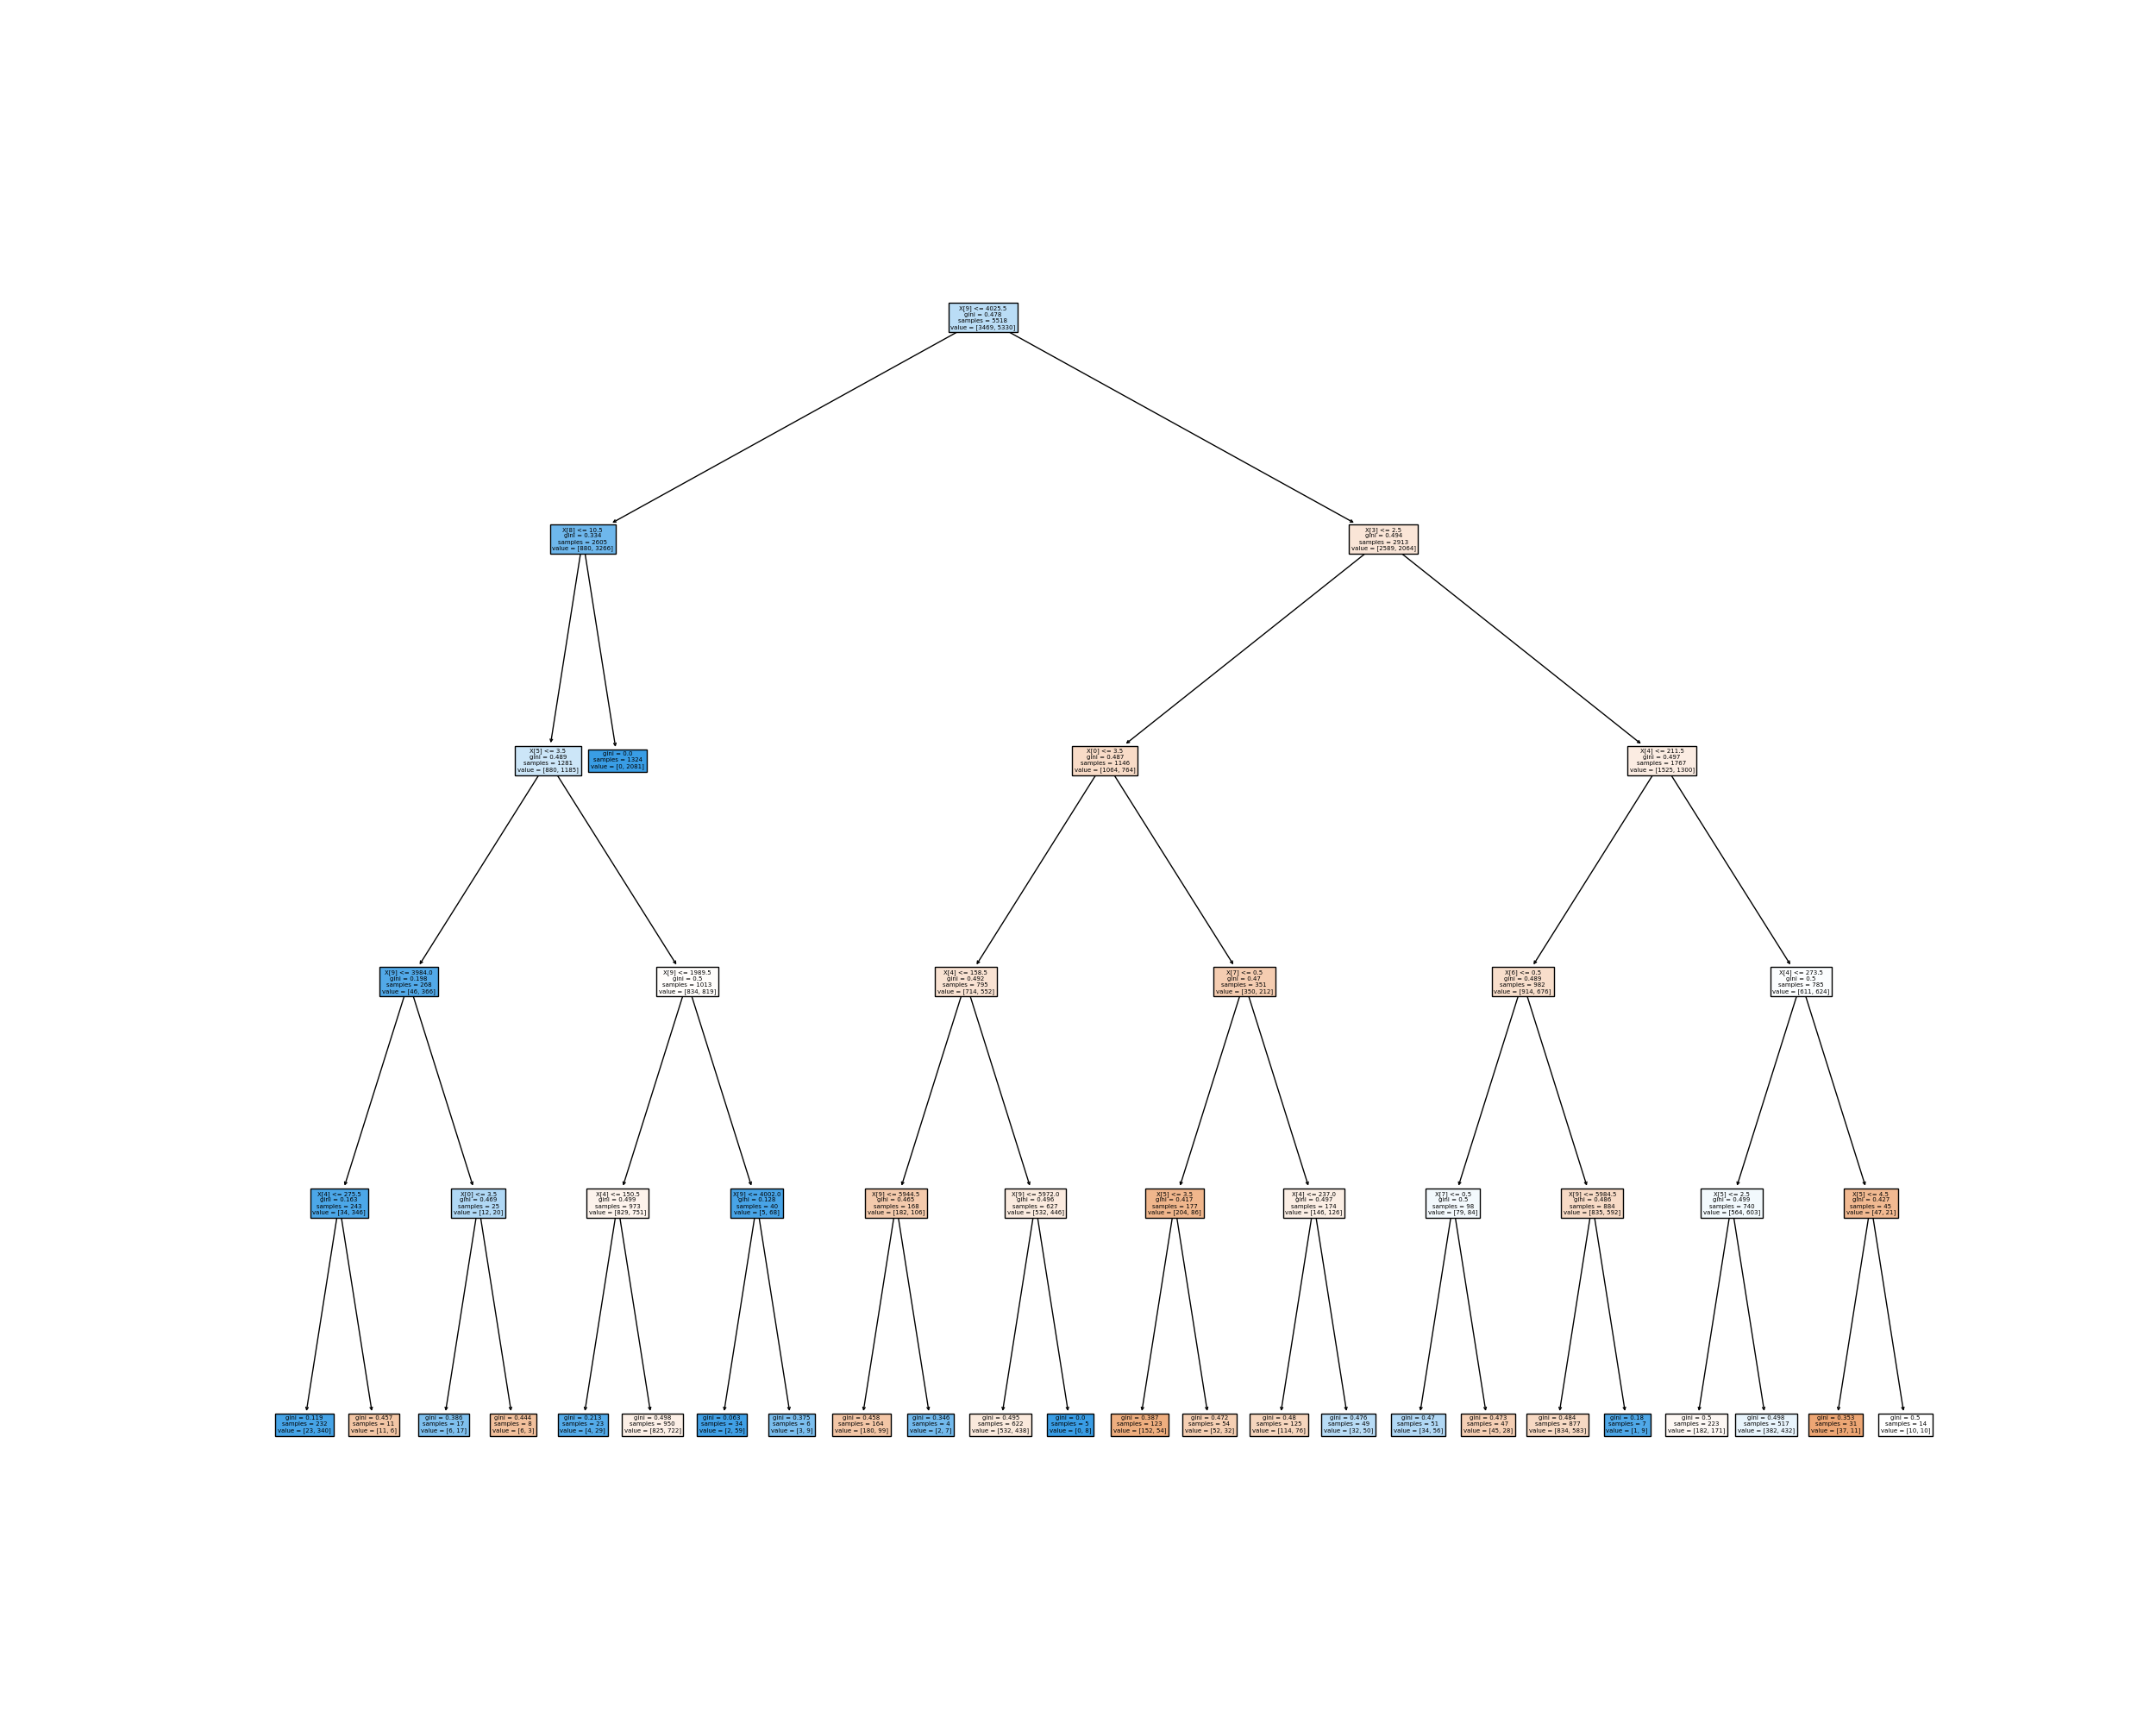 X[9] <= 4025.5
gini = 0.478
samples = 5518
value = [3469, 5330]
X[8] <= 10.5
gini = 0.334
samples = 2605
value = [880, 3266]
X[3] <= 2.5
gini = 0.494
samples = 2913
value = [2589, 2064]
X[5] <= 3.5
gini = 0.489
samples = 1281
value = [880, 1185]
gini = 0.0
samples = 1324
value = [0, 2081]
X[0] <= 3.5
gini = 0.487
samples = 1146
value = [1064, 764]
X[4] <= 211.5
gini = 0.497
samples = 1767
value = [1525, 1300]
X[9] <= 3984.0
gini = 0.198
samples = 268
value = [46, 366]
X[9] <= 1989.5
gini = 0.5
samples = 1013
value = [834, 819]
X[4] <= 158.5
gini = 0.492
samples = 795
value = [714, 552]
X[7] <= 0.5
gini = 0.47
samples = 351
value = [350, 212]
X[6] <= 0.5
gini = 0.489
samples = 982
value = [914, 676]
X[4] <= 273.5
gini = 0.5
samples = 785
value = [611, 624]
X[4] <= 275.5
gini = 0.163
samples = 243
value = [34, 346]
X[0] <= 3.5
gini = 0.469
samples = 25
value = [12, 20]
X[4] <= 150.5
gini = 0.499
samples = 973
value = [829, 751]
X[9] <= 4002.0
gini = 0.128
samples = 40
value = [5, 68]
X[9] <= 5944.5
gini = 0.465
samples = 168
value = [182, 106]
X[9] <= 5972.0
gini = 0.496
samples = 627
value = [532, 446]
X[5] <= 3.5
gini = 0.417
samples = 177
value = [204, 86]
X[4] <= 237.0
gini = 0.497
samples = 174
value = [146, 126]
X[7] <= 0.5
gini = 0.5
samples = 98
value = [79, 84]
X[9] <= 5984.5
gini = 0.486
samples = 884
value = [835, 592]
X[5] <= 2.5
gini = 0.499
samples = 740
value = [564, 603]
X[5] <= 4.5
gini = 0.427
samples = 45
value = [47, 21]
gini = 0.119
samples = 232
value = [23, 340]
gini = 0.457
samples = 11
value = [11, 6]
gini = 0.386
samples = 17
value = [6, 17]
gini = 0.444
samples = 8
value = [6, 3]
gini = 0.213
samples = 23
value = [4, 29]
gini = 0.498
samples = 950
value = [825, 722]
gini = 0.063
samples = 34
value = [2, 59]
gini = 0.375
samples = 6
value = [3, 9]
gini = 0.458
samples = 164
value = [180, 99]
gini = 0.346
samples = 4
value = [2, 7]
gini = 0.495
samples = 622
value = [532, 438]
gini = 0.0
samples = 5
value = [0, 8]
gini = 0.387
samples = 123
value = [152, 54]
gini = 0.472
samples = 54
value = [52, 32]
gini = 0.48
samples = 125
value = [114, 76]
gini = 0.476
samples = 49
value = [32, 50]
gini = 0.47
samples = 51
value = [34, 56]
gini = 0.473
samples = 47
value = [45, 28]
gini = 0.484
samples = 877
value = [834, 583]
gini = 0.18
samples = 7
value = [1, 9]
gini = 0.5
samples = 223
value = [182, 171]
gini = 0.498
samples = 517
value = [382, 432]
gini = 0.353
samples = 31
value = [37, 11]
gini = 0.5
samples = 14
value = [10, 10]